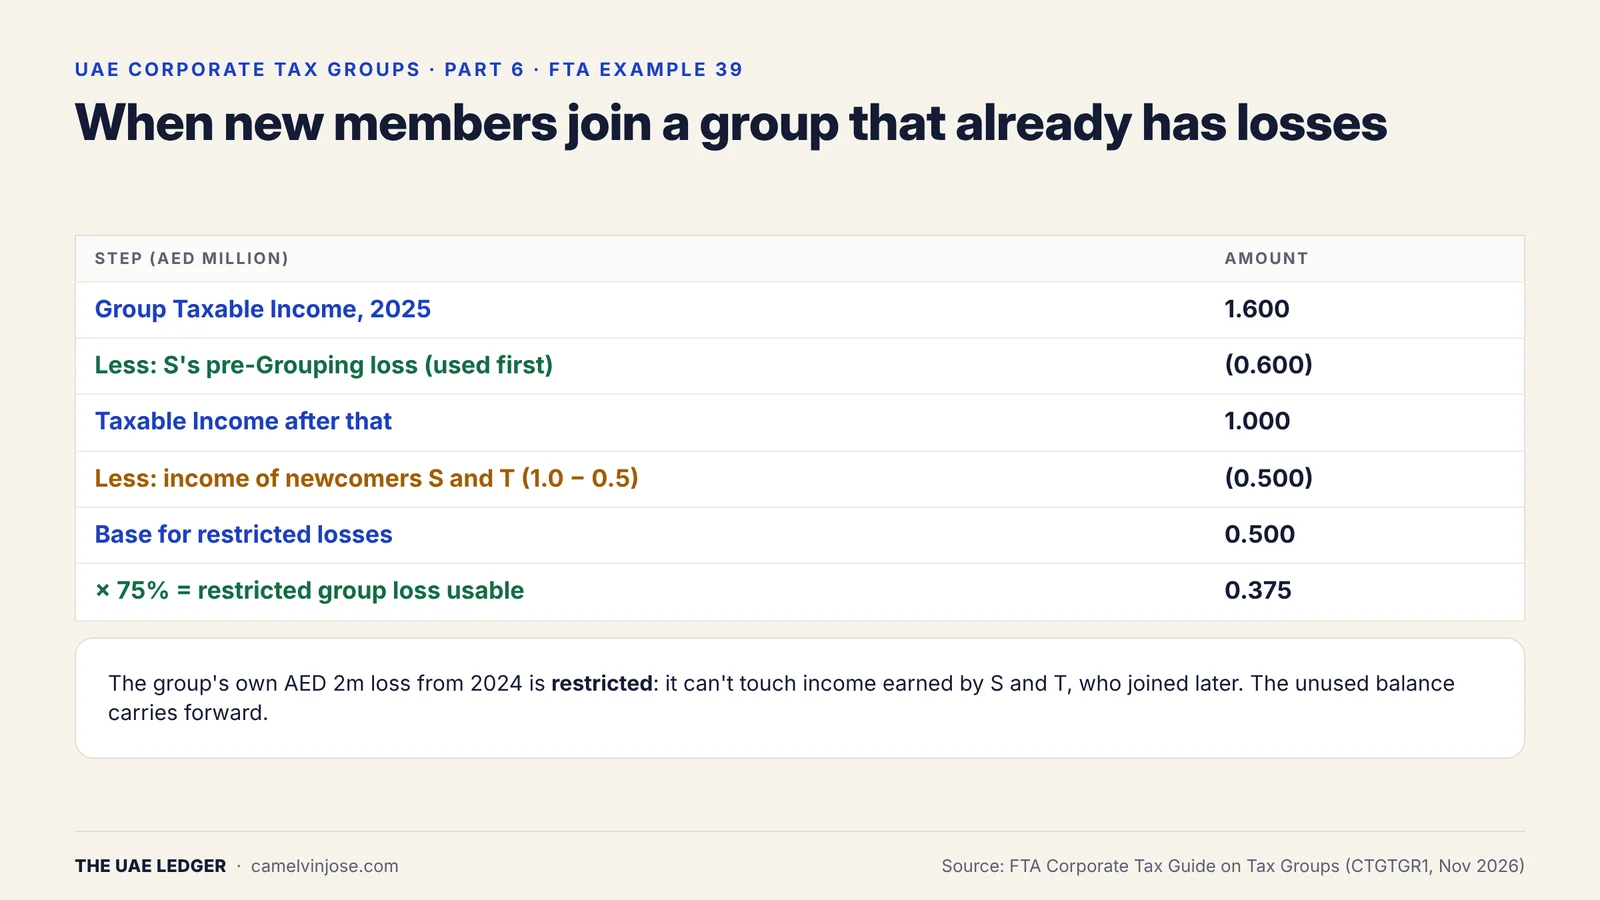 UAE CORPORATE TAX GROUPS · PART 6 · FTA EXAMPLE 39
When new members join a group that already has losses
STEP (AED MILLION) AMOUNT
Group Taxable Income, 2025 1.600
Less: S's pre-Grouping loss (used first) (0.600)
Taxable Income after that 1.000
Less: income of newcomers S and T (1.0 − 0.5) (0.500)
Base for restricted losses 0.500
× 75% = restricted group loss usable 0.375
The group's own AED 2m loss from 2024 is restricted: it can't touch income earned by S and T, who joined later. The unused balance
carries forward.
THE UAE LEDGER · camelvinjose.com Source: FTA Corporate Tax Guide on Tax Groups (CTGTGR1, Nov 2026)